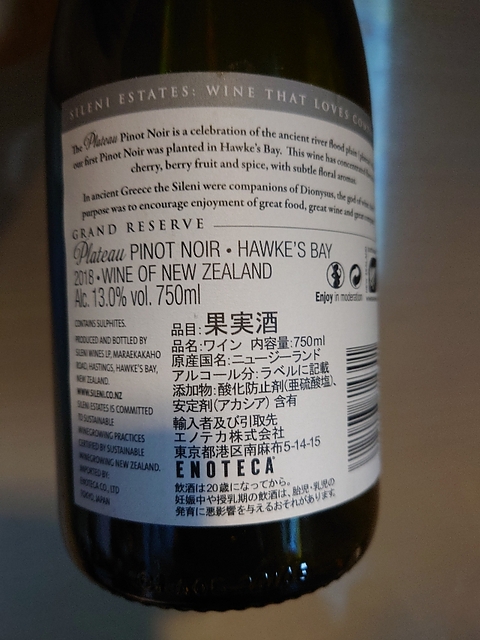 SILENI ESTATES: WINE THAT LOVES
The Plateau Pinot Noir is a celebration of the ancient river flood plain
our first Pinot Noir was planted in Hawke's Bay. This wine has concentrated
cherry, berry fruit and spice, with subtle floral aromas.
In ancient Greece the Sileni were companions of Dionysus, the god of wine
purpose was to encourage enjoyment of great food, great wine and great
GRAND RESERVE
Plateau PINOT NOIR • HAWKE'S BAY
2018 • WINE OF NEW ZEALAND
Alc. 13.0% vol. 750ml
Enjoy in moderation
CONTAINS SULPHITES.
PRODUCED AND BOTTLED BY
SILENI WINES LP, MARAEKAKAHO
ROAD, HASTINGS, HAWKE'S BAY,
NEW ZEALAND.
WWW.SILENI.CO.NZ
SILENI ESTATES IS COMMITTED
TO SUSTAINABLE
WINEGROWING PRACTICES
CERTIFIED BY SUSTAINABLE
WINEGROWING NEW ZEALAND.
IMPORTED BY:
ENOTECA CO., LTD
TOKYO, JAPAN
品目:果実酒
品名:ワイン 内容量:750ml
原産国名:ニュージーランド
アルコール分:ラベルに記載
添加物:酸化防止剤(亜硫酸塩)、
安定剤(アカシア)含有
輸入者及び引取先
エノテカ株式会社
東京都港区南麻布5-14-15
ENOTECA
飲酒は20歳になってから。
妊娠中や授乳期の飲酒は、胎児・乳児の
発育に悪影響を与えるおそれがあります。